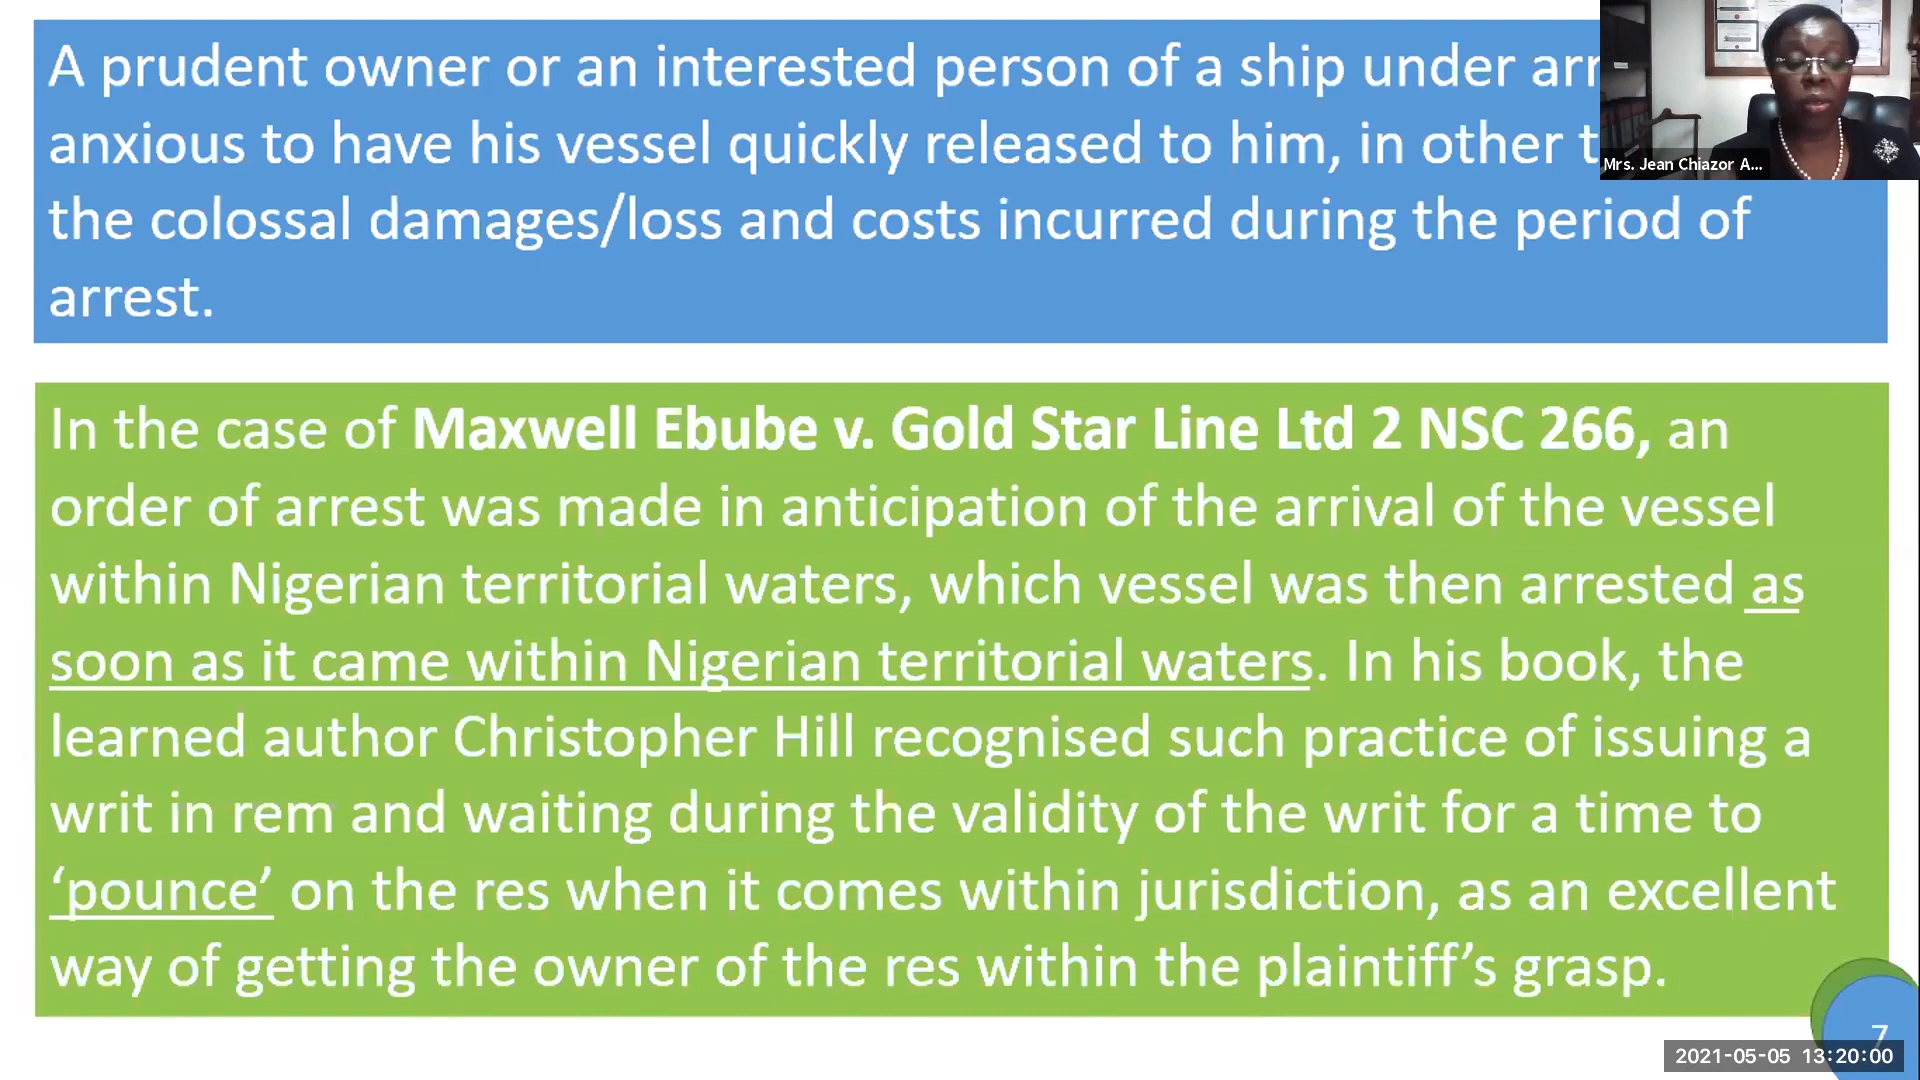 A prudent owner or an interested person of a ship under
anxious to have his vessel quickly released to him, in other
the colossal damages/loss and costs incurred during the period of
arrest.
Mrs. Jean Chiazor A...
In the case of Maxwell Ebube v. Gold Star Line Ltd 2 NSC 266, an
order of arrest was made in anticipation of the arrival of the vessel
within Nigerian territorial waters, which vessel was then arrested as
soon as it came within Nigerian territorial waters. In his book, the
learned author Christopher Hill recognised such practice of issuing a
writ in rem and waiting during the validity of the writ for a time to
‘pounce’ on the res when it comes within jurisdiction, as an excellent
way of getting the owner of the res within the plaintiff’s grasp.
7
2021-05-05 13:20:00